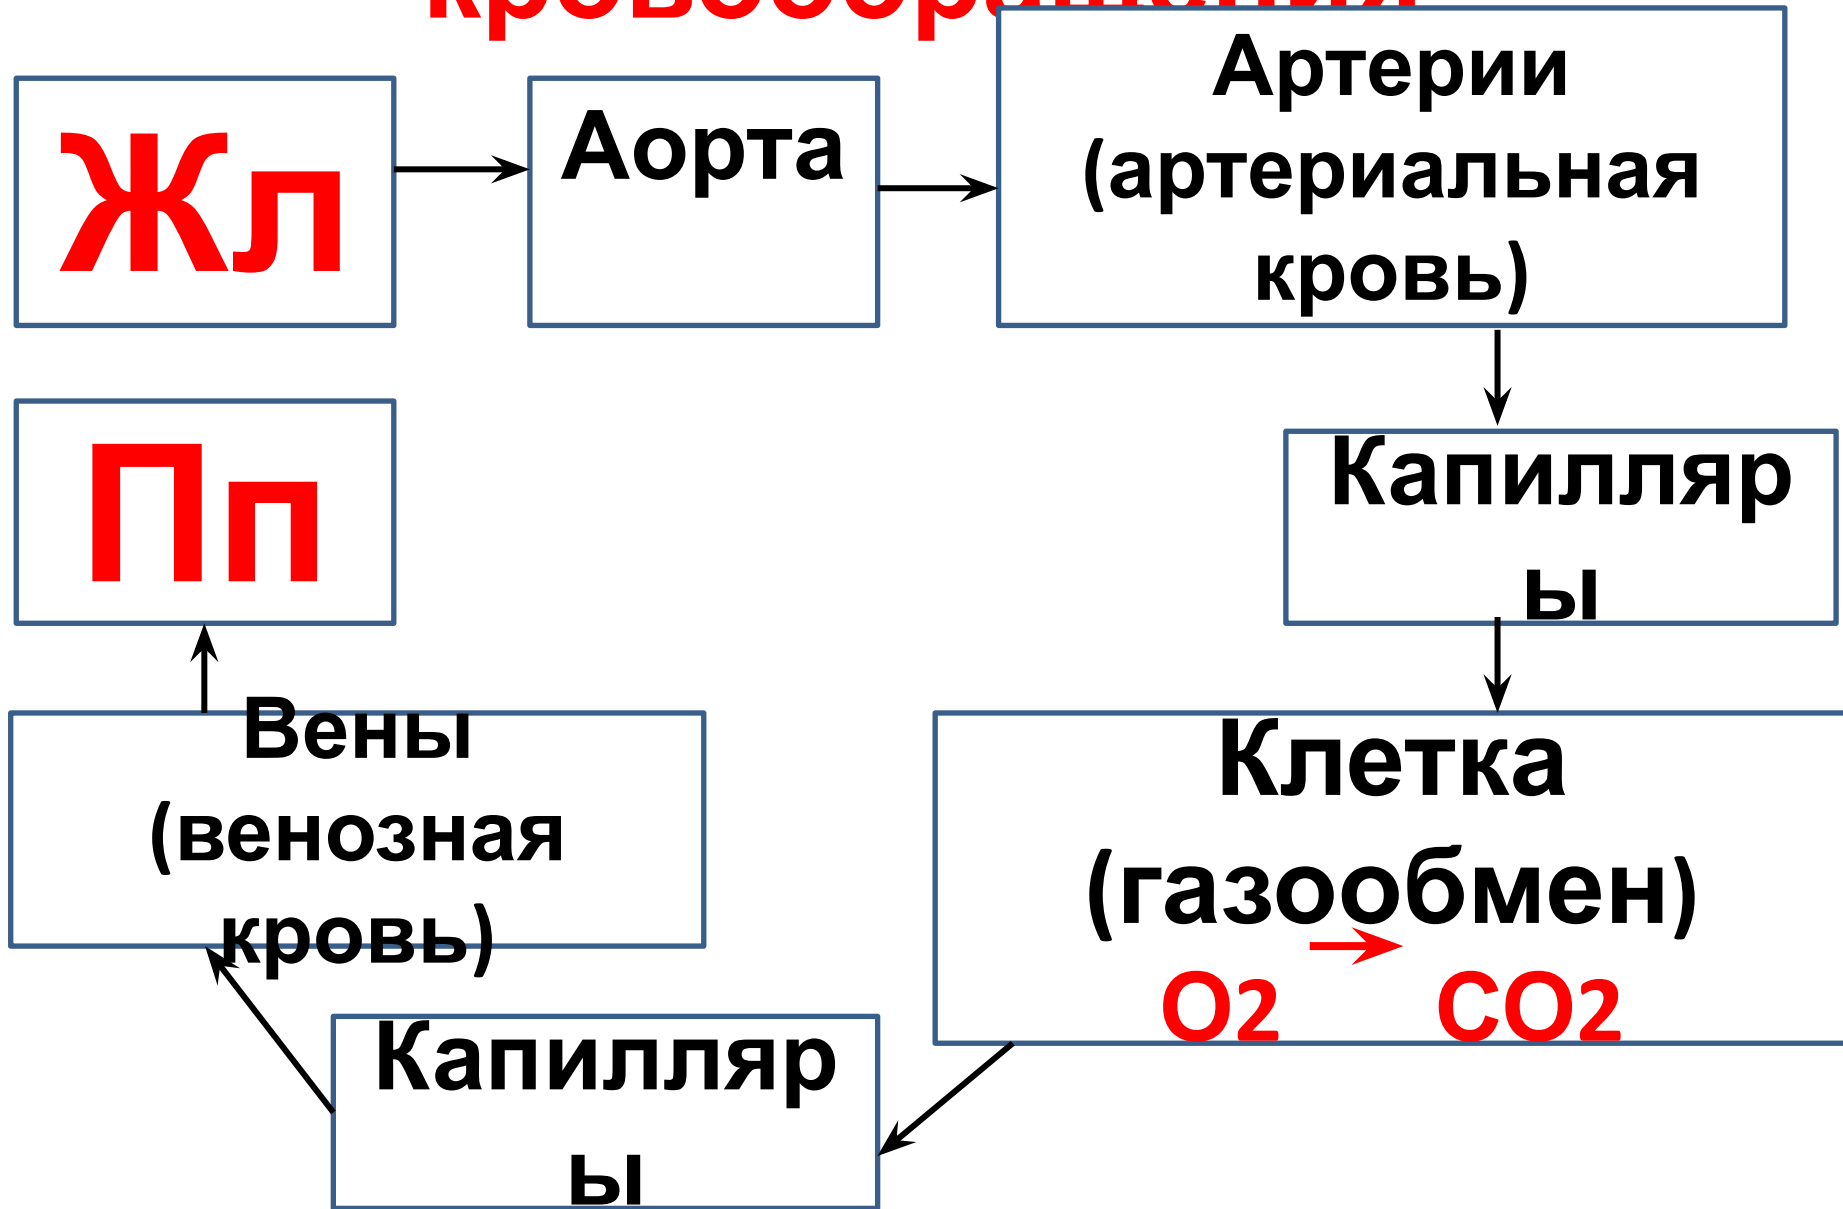 Жл
Аорта
Артерии
(артериальная
кровь)
Пп
Капилляр
ы
Вены
(венозная
кровь)
Клетка
(газообмен)
О2 СО2
Капилляр
ы